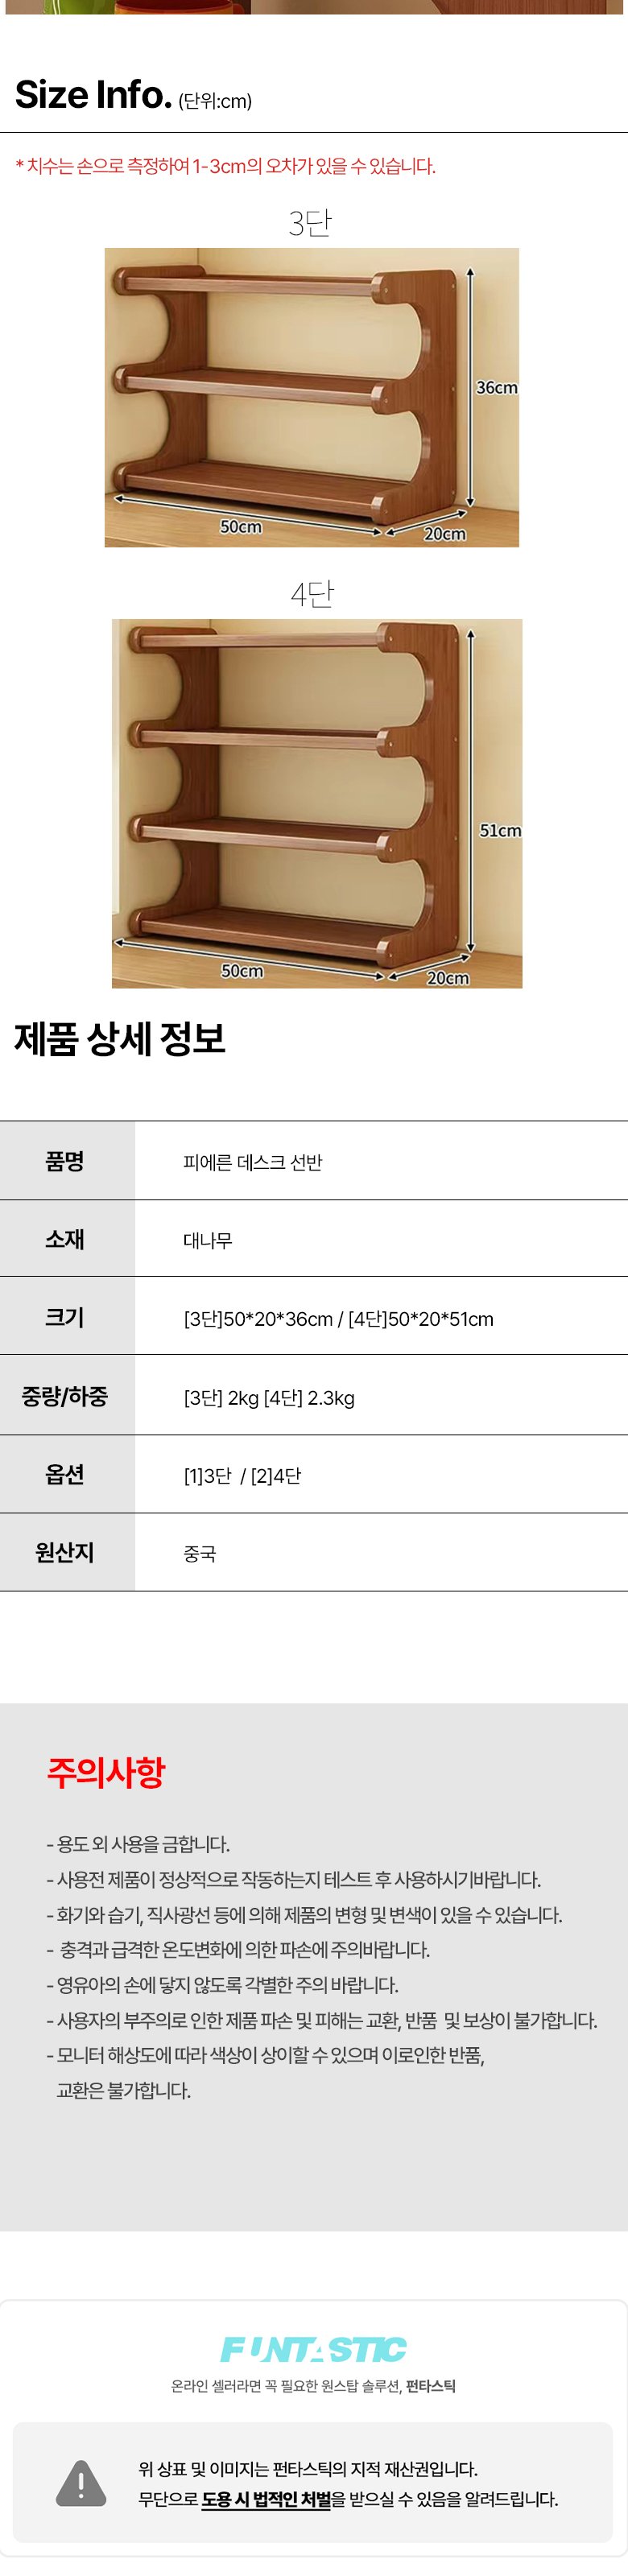 Size Info. (단위:cm)
* 치수는 손으로 측정하여 1-3cm의 오차가 있을 수 있습니다.
3단
36cm
50cm
20cm
4단
51cm
50cm
20cm
제품 상세 정보
품명 피에른 데스크 선반
소재 대나무
크기 [3단]50*20*36cm / [4단]50*20*51cm
중량/하중 [3단] 2kg [4단] 2.3kg
옵션 [1]3단 / [2]4단
원산지 중국
주의사항
- 용도 외 사용을 금합니다.
- 사용전 제품이 정상적으로 작동하는지 테스트 후 사용하시기바랍니다.
- 화기와 습기, 직사광선 등에 의해 제품의 변형 및 변색이 있을 수 있습니다.
- 충격과 급격한 온도변화에 의한 파손에 주의바랍니다.
- 영유아의 손에 닿지 않도록 각별한 주의 바랍니다.
- 사용자의 부주의로 인한 제품 파손 및 피해는 교환, 반품 및 보상이 불가합니다.
- 모니터 해상도에 따라 색상이 상이할 수 있으며 이로인한 반품,
교환은 불가합니다.
FUNTASTIC
온라인 셀러라면 꼭 필요한 원스탑 솔루션, 펀타스틱
위 상표 및 이미지는 펀타스틱의 지적 재산권입니다.
무단으로 도용 시 법적인 처벌을 받으실 수 있음을 알려드립니다.